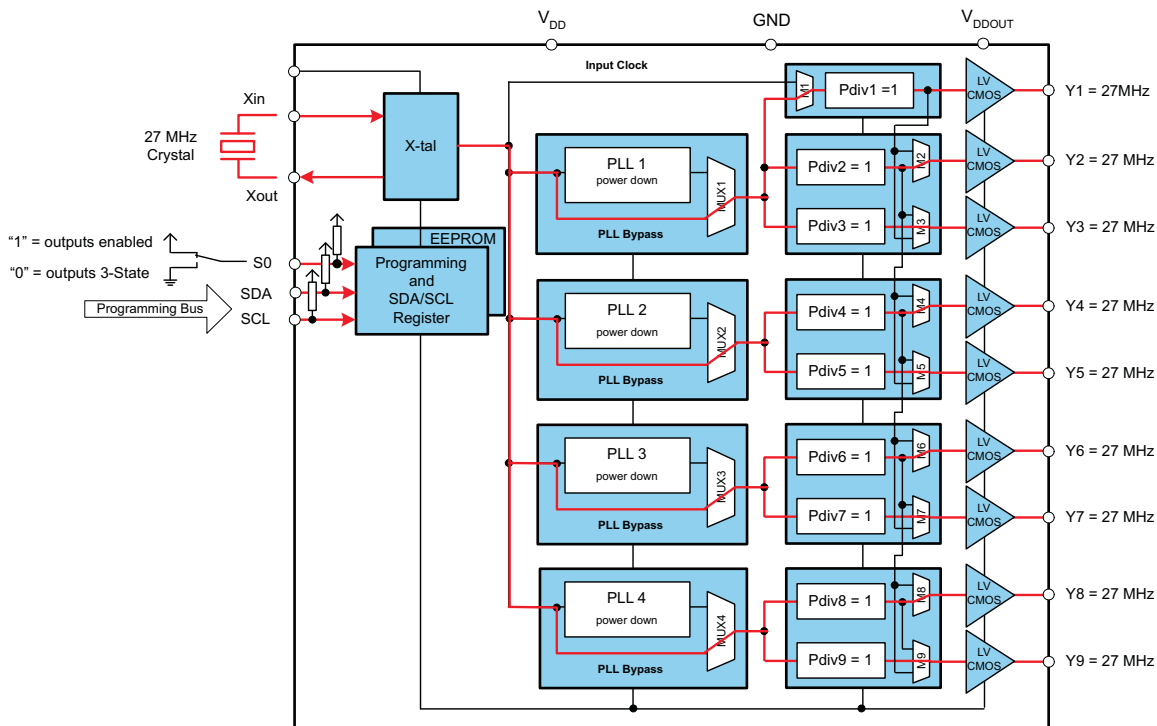 V_DD
GND
V_DDOUT
Input Clock
Xin
27 MHz
Crystal
Xout
X-tal
"1" = outputs enabled
"0" = outputs 3-State
S0
SDA
SCL
Programming Bus
EEPROM
Programming
and
SDA/SCL
Register
PLL 1
power down
MUX1
PLL Bypass
PLL 2
power down
MUX2
PLL Bypass
PLL 3
power down
MUX3
PLL Bypass
PLL 4
power down
MUX4
PLL Bypass
M1
Pdiv1 =1
LV
CMOS
Y1 = 27MHz
Pdiv2 = 1
M2
LV
CMOS
Y2 = 27 MHz
Pdiv3 = 1
M3
LV
CMOS
Y3 = 27 MHz
Pdiv4 = 1
M4
LV
CMOS
Y4 = 27 MHz
Pdiv5 = 1
M5
LV
CMOS
Y5 = 27 MHz
Pdiv6 = 1
M6
LV
CMOS
Y6 = 27 MHz
Pdiv7 = 1
M7
LV
CMOS
Y7 = 27 MHz
Pdiv8 = 1
M8
LV
CMOS
Y8 = 27 MHz
Pdiv9 = 1
M9
LV
CMOS
Y9 = 27 MHz